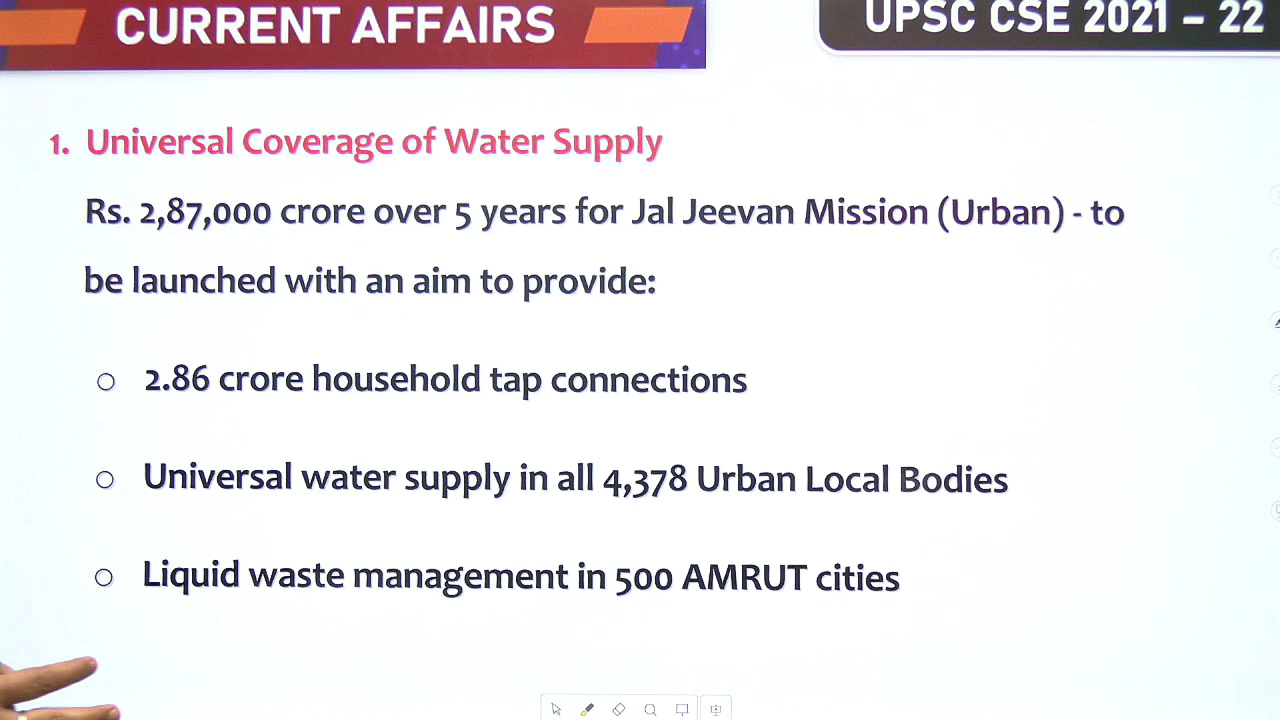 CURRENT AFFAIRS
UPSC CSE 2021 – 22
1. Universal Coverage of Water Supply
Rs. 2,87,000 crore over 5 years for Jal Jeevan Mission (Urban) - to
be launched with an aim to provide:
○ 2.86 crore household tap connections
○ Universal water supply in all 4,378 Urban Local Bodies
○ Liquid waste management in 500 AMRUT cities